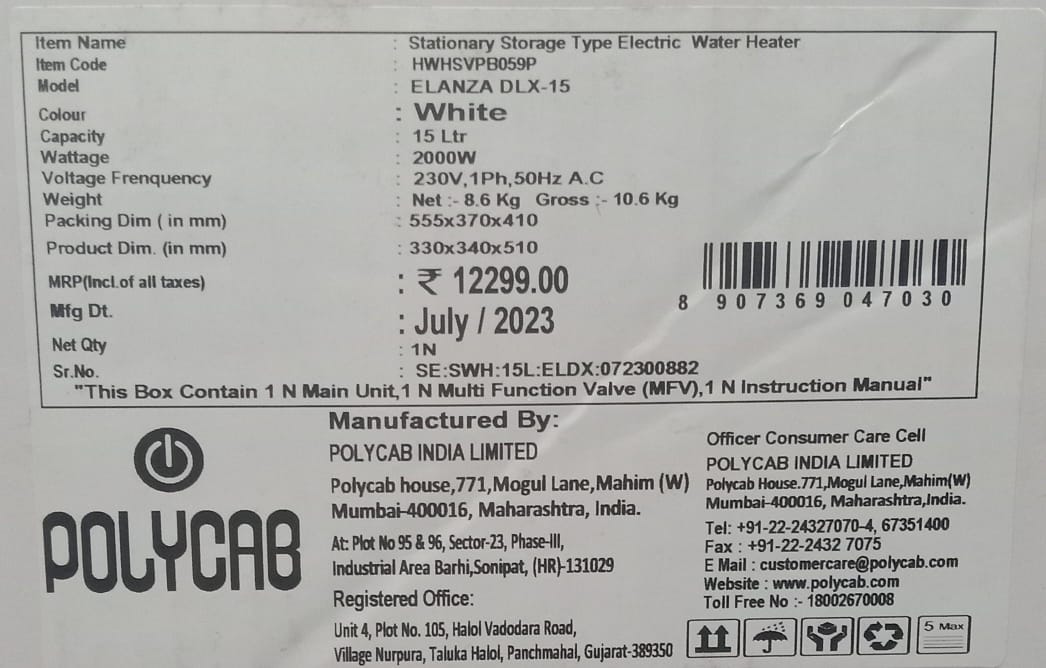 Item Name : Stationary Storage Type Electric Water Heater
Item Code : HWHSVPB059P
Model : ELANZA DLX-15
Colour : White
Capacity : 15 Ltr
Wattage : 2000W
Voltage Frenquency : 230V,1Ph,50Hz A.C
Weight : Net :- 8.6 Kg Gross :- 10.6 Kg
Packing Dim ( in mm) : 555x370x410
Product Dim. (in mm) : 330x340x510
MRP(Incl.of all taxes) : ₹ 12299.00
8 907369 047030
Mfg Dt. : July / 2023
Net Qty : 1N
Sr.No. : SE:SWH:15L:ELDX:072300882
"This Box Contain 1 N Main Unit,1 N Multi Function Valve (MFV),1 N Instruction Manual"
POLYCAB
Manufactured By:
POLYCAB INDIA LIMITED
Polycab house,771,Mogul Lane,Mahim (W)
Mumbai-400016, Maharashtra, India.
At: Plot No 95 & 96, Sector-23, Phase-III,
Industrial Area Barhi,Sonipat, (HR)-131029
Registered Office:
Unit 4, Plot No. 105, Halol Vadodara Road,
Village Nurpura, Taluka Halol, Panchmahal, Gujarat-389350
Officer Consumer Care Cell
POLYCAB INDIA LIMITED
Polycab House.771,Mogul Lane,Mahim(W)
Mumbai-400016, Maharashtra,India.
Tel: +91-22-24327070-4, 67351400
Fax : +91-22-2432 7075
E Mail : customercare@polycab.com
Website : www.polycab.com
Toll Free No :- 18002670008
5 Max